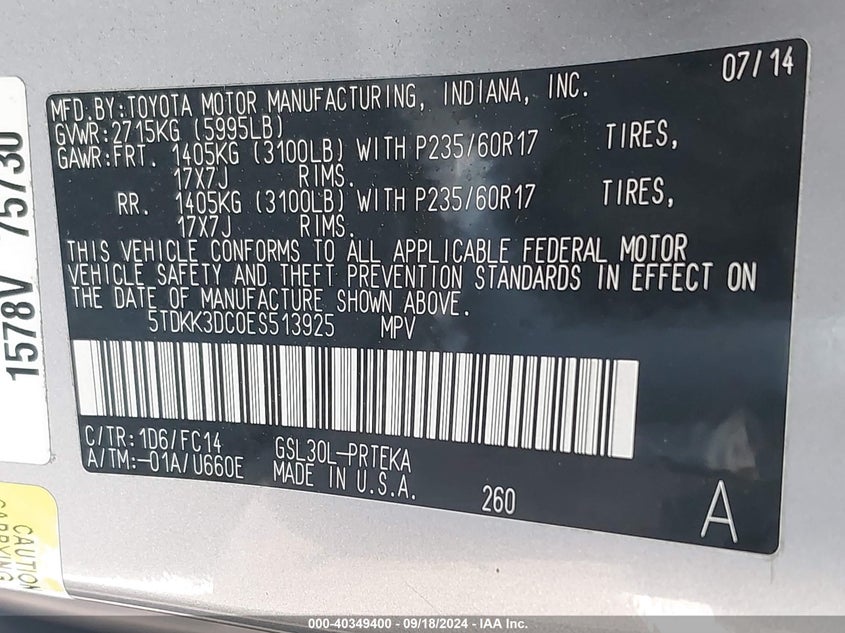 07/14
MFD.BY:TOYOTA MOTOR MANUFACTURING, INDIANA, INC.
GVWR:2715KG (5995LB)
GAWR:FRT. 1405KG (3100LB) WITH P235/60R17 TIRES,
17X7J RIMS.
RR. 1405KG (3100LB) WITH P235/60R17 TIRES,
17X7J RIMS.
THIS VEHICLE CONFORMS TO ALL APPLICABLE FEDERAL MOTOR
VEHICLE SAFETY AND THEFT PREVENTION STANDARDS IN EFFECT ON
THE DATE OF MANUFACTURE SHOWN ABOVE.
5TDKK3DC0ES513925 MPV
C/TR:1D6/FC14 GSL30L-PRTEKA
A/TM:-01A/U660E MADE IN U.S.A.
260
A
1578V 75730
CAUTION
CARRYING
000-40349400 - 09/18/2024 - IAA Inc.